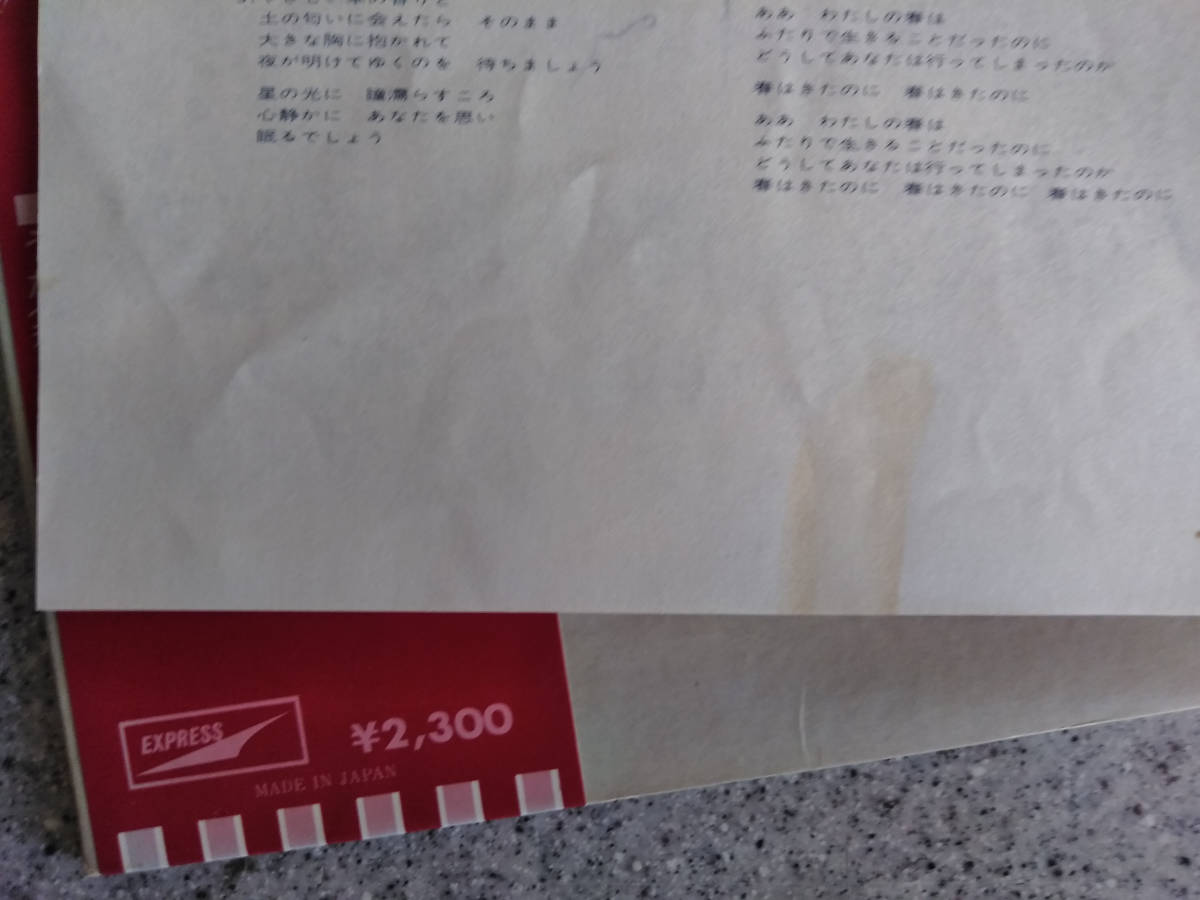 土の匂いに会えたら そのまま
大きな胸に抱かれて
夜が明けてゆくのを 待ちましょう
星の光に 瞳濡らすころ
心静かに あなたを思い
眠るでしょう
ああ わたしの春は
ふたりで生きることだったのに
どうしてあなたは行ってしまったのか
春はきたのに 春はきたのに
ああ わたしの春は
ふたりで生きることだったのに
どうしてあなたは行ってしまったのか
春はきたのに 春はきたのに 春はきたのに
EXPRESS
¥2,300
MADE IN JAPAN